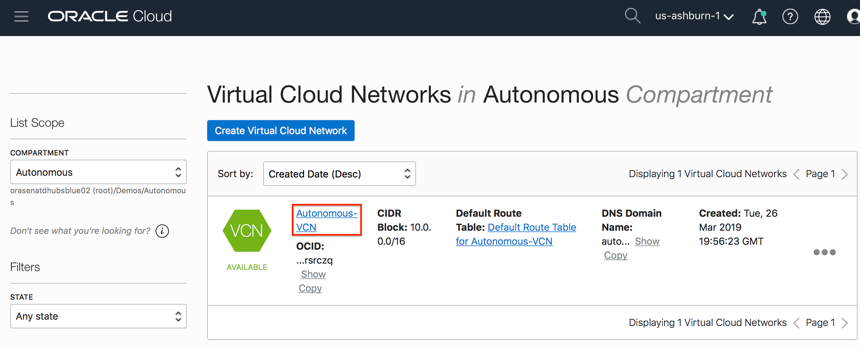 ORACLE Cloud
us-ashburn-1
Virtual Cloud Networks in Autonomous Compartment
Create Virtual Cloud Network
List Scope
COMPARTMENT
Autonomous
orasenatdhubsblue02 (root)/Demos/Autonomou
s
Don't see what you're looking for?
Filters
STATE
Any state
Sort by:
Created Date (Desc)
Displaying 1 Virtual Cloud Networks
Page 1
VCN
AVAILABLE
Autonomous-
VCN
OCID:
...rsrczq
Show
Copy
CIDR
Block: 10.0.
0.0/16
Default Route
Table: Default Route Table
for Autonomous-VCN
DNS Domain
Name:
auto... Show
Copy
Created: Tue, 26
Mar 2019
19:56:23 GMT
Displaying 1 Virtual Cloud Networks
Page 1